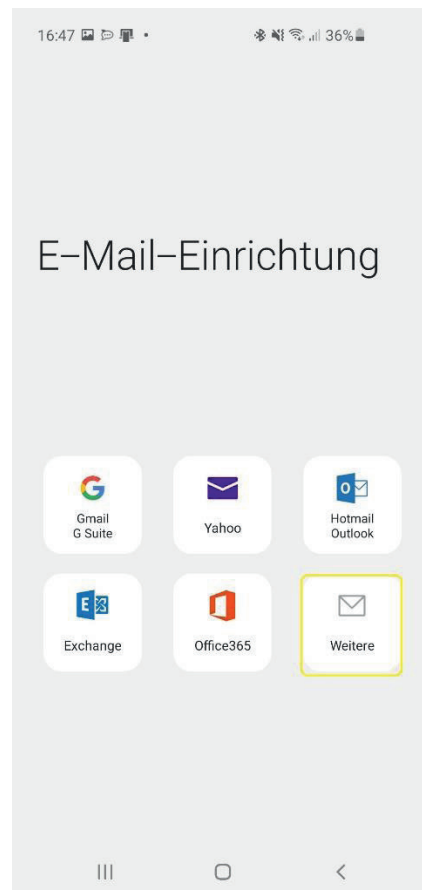 16:47 36%
E-Mail-Einrichtung
Gmail
G Suite
Yahoo
Hotmail
Outlook
Exchange
Office365
Weitere